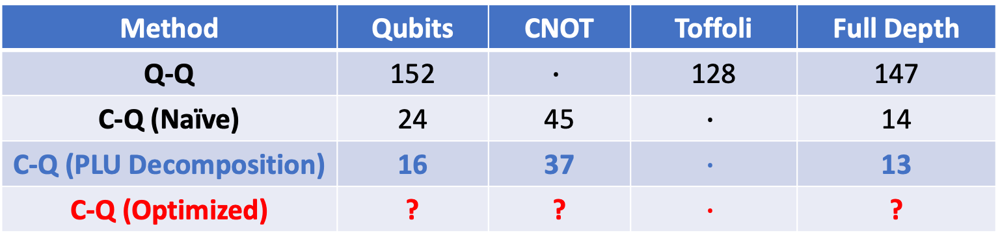 Method Qubits CNOT Toffoli Full Depth
Q-Q 152 · 128 147
C-Q (Naïve) 24 45 · 14
C-Q (PLU Decomposition) 16 37 · 13
C-Q (Optimized) ? ? · ?